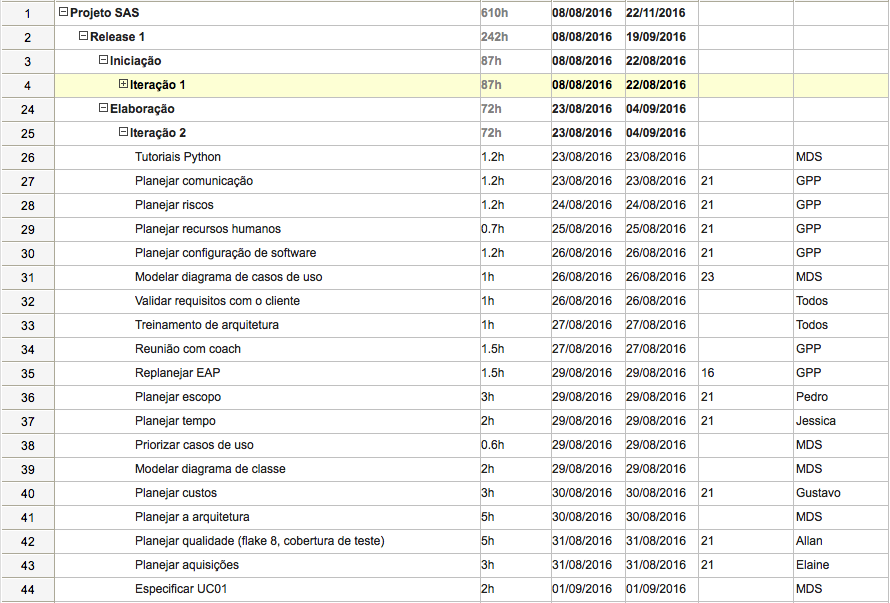 1 Projeto SAS 610h 08/08/2016 22/11/2016
2 Release 1 242h 08/08/2016 19/09/2016
3 Iniciação 87h 08/08/2016 22/08/2016
4 Iteração 1 87h 08/08/2016 22/08/2016
24 Elaboração 72h 23/08/2016 04/09/2016
25 Iteração 2 72h 23/08/2016 04/09/2016
26 Tutoriais Python 1.2h 23/08/2016 23/08/2016 MDS
27 Planejar comunicação 1.2h 23/08/2016 23/08/2016 21 GPP
28 Planejar riscos 1.2h 24/08/2016 24/08/2016 21 GPP
29 Planejar recursos humanos 0.7h 25/08/2016 25/08/2016 21 GPP
30 Planejar configuração de software 1.2h 26/08/2016 26/08/2016 21 GPP
31 Modelar diagrama de casos de uso 1h 26/08/2016 26/08/2016 23 MDS
32 Validar requisitos com o cliente 1h 26/08/2016 26/08/2016 Todos
33 Treinamento de arquitetura 1h 27/08/2016 27/08/2016 Todos
34 Reunião com coach 1.5h 27/08/2016 27/08/2016 GPP
35 Replanejar EAP 1.5h 29/08/2016 29/08/2016 16 GPP
36 Planejar escopo 3h 29/08/2016 29/08/2016 21 Pedro
37 Planejar tempo 2h 29/08/2016 29/08/2016 21 Jessica
38 Priorizar casos de uso 0.6h 29/08/2016 29/08/2016 MDS
39 Modelar diagrama de classe 2h 29/08/2016 29/08/2016 MDS
40 Planejar custos 3h 30/08/2016 30/08/2016 21 Gustavo
41 Planejar a arquitetura 5h 30/08/2016 30/08/2016 MDS
42 Planejar qualidade (flake 8, cobertura de teste) 5h 31/08/2016 31/08/2016 21 Allan
43 Planejar aquisições 3h 31/08/2016 31/08/2016 21 Elaine
44 Especificar UC01 2h 01/09/2016 01/09/2016 MDS